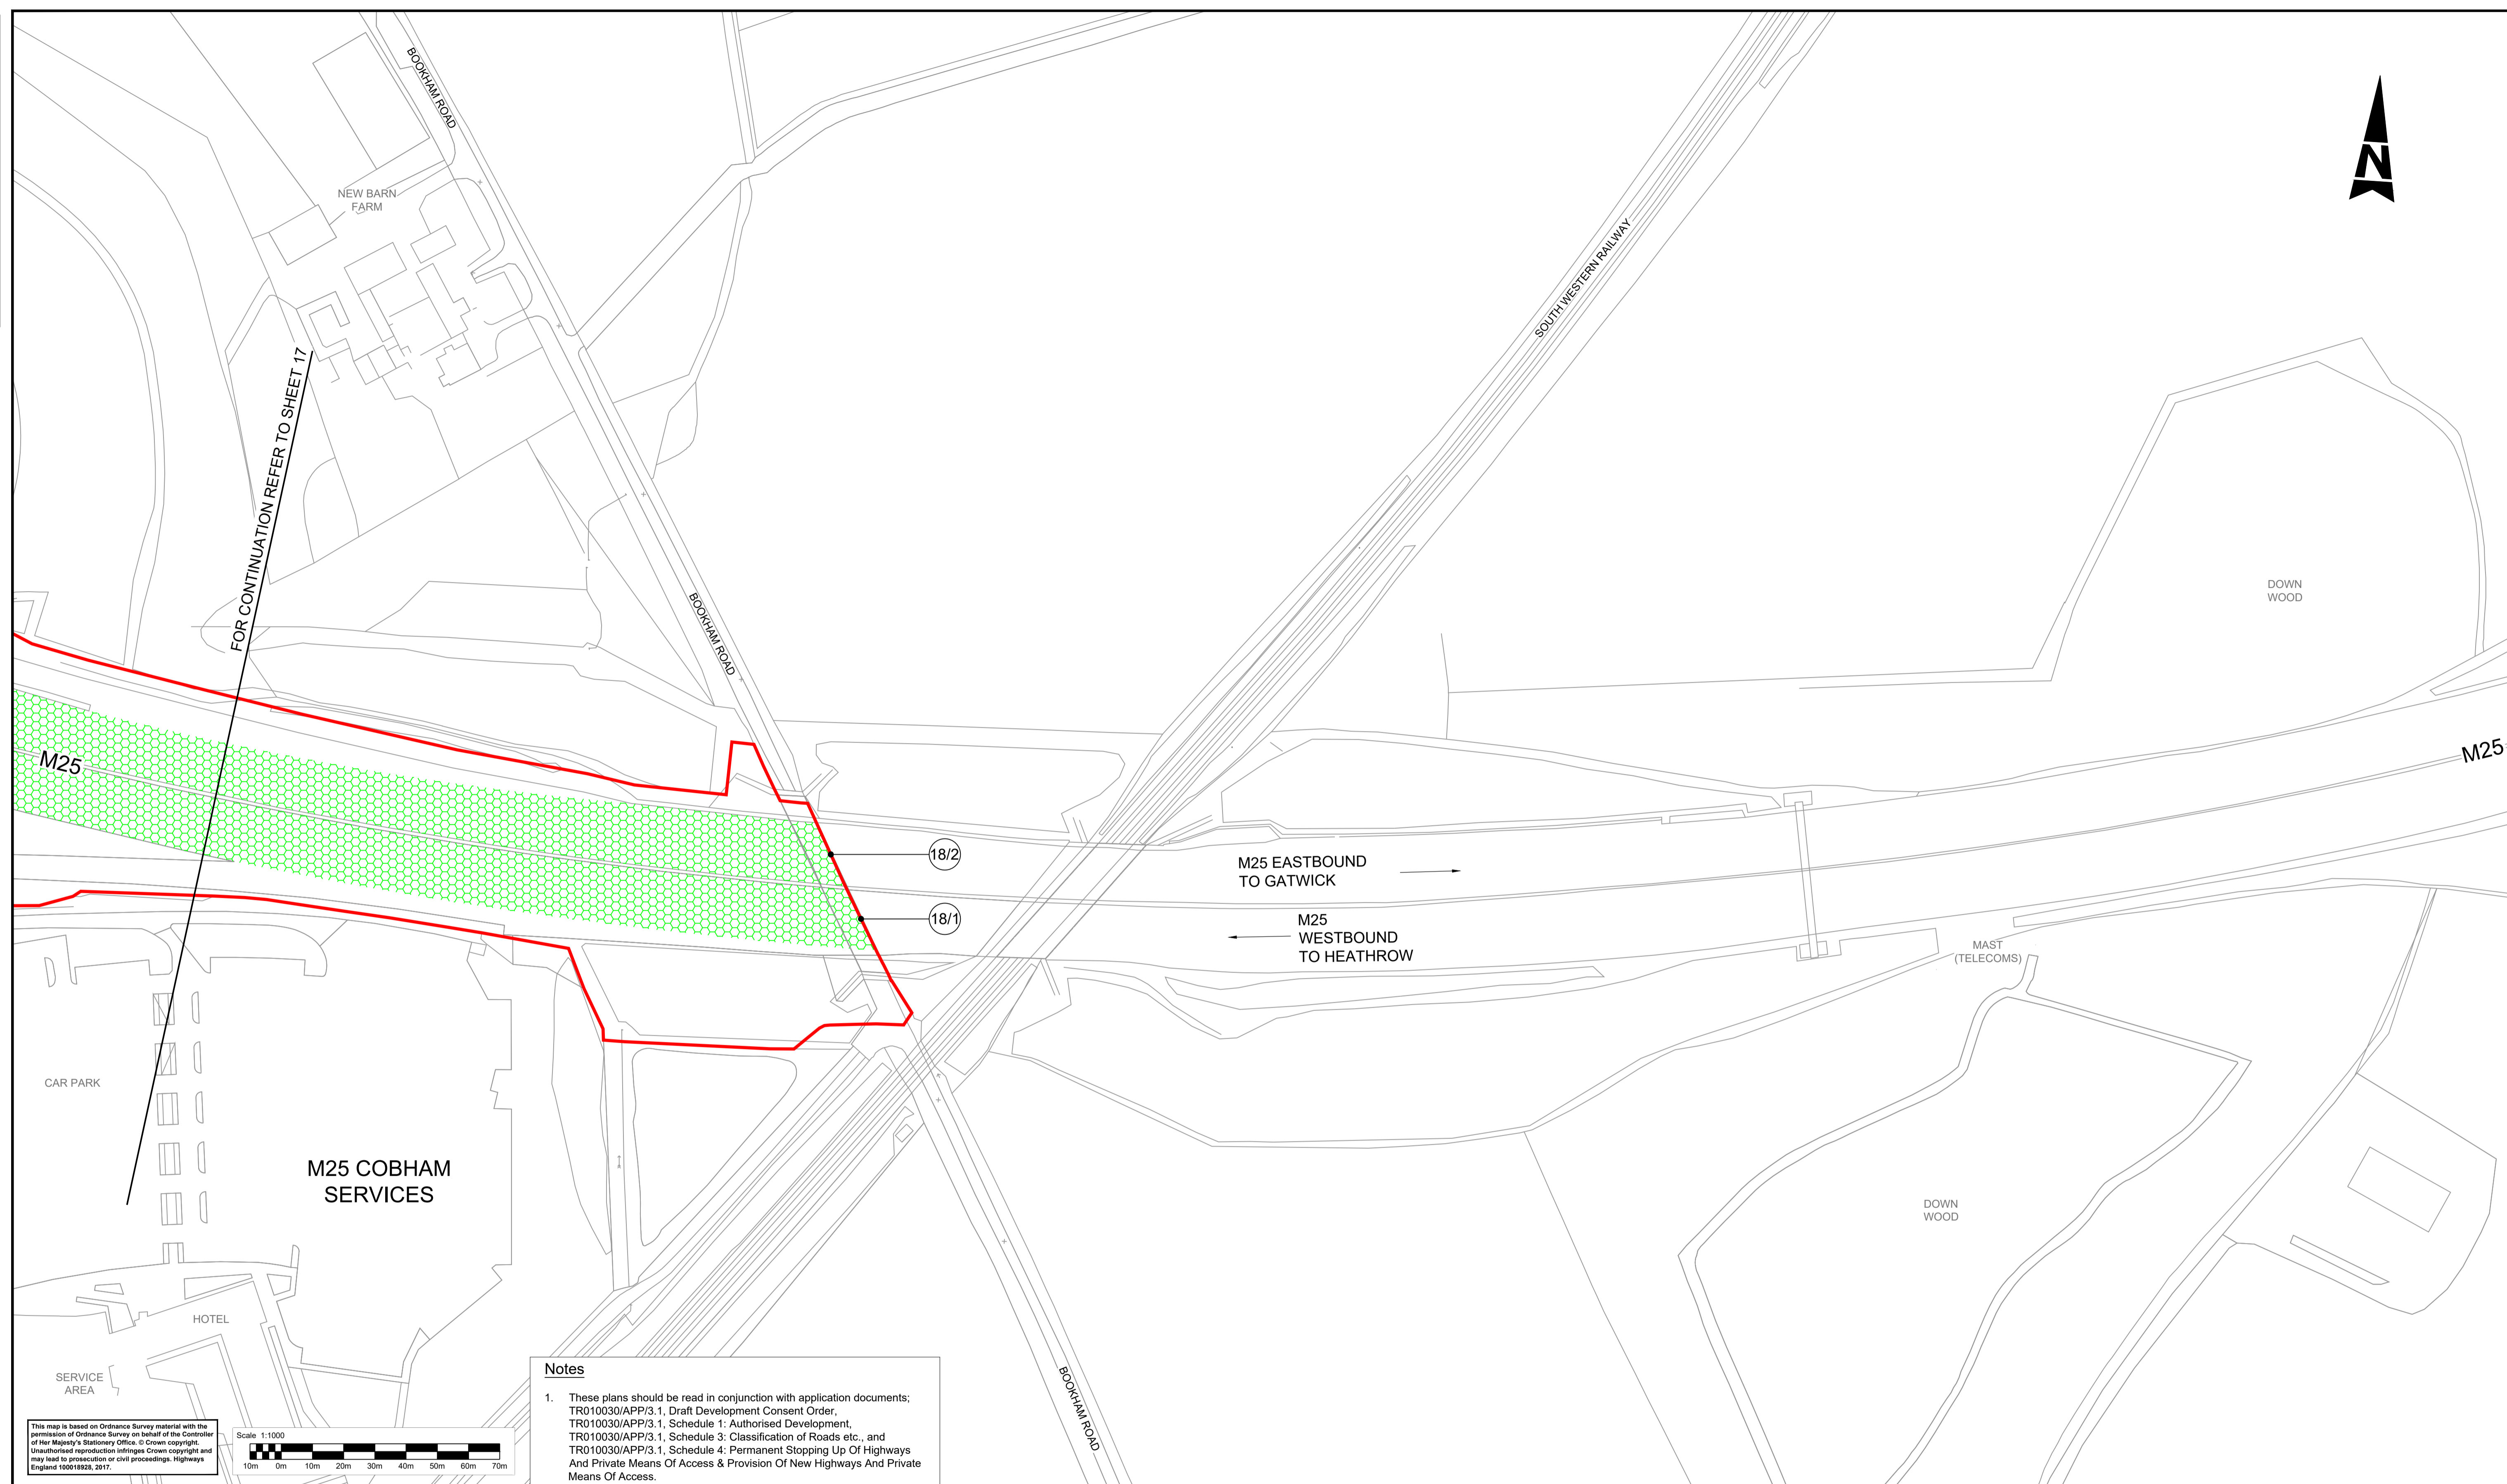 BOOKHAM ROAD
N
NEW BARN
FARM
SOUTH WESTERN RAILWAY
FOR CONTINUATION REFER TO SHEET 17
DOWN
WOOD
BOOKHAM ROAD
M25
M25
18/2
M25 EASTBOUND
TO GATWICK
18/1
M25
WESTBOUND
TO HEATHROW
MAST
(TELECOMS)
CAR PARK
M25 COBHAM
SERVICES
DOWN
WOOD
HOTEL
SERVICE
AREA
BOOKHAM ROAD
This map is based on Ordnance Survey material with the
permission of Ordnance Survey on behalf of the Controller
of Her Majesty's Stationery Office. © Crown copyright.
Unauthorised reproduction infringes Crown copyright and
may lead to prosecution or civil proceedings. Highways
England 100018928, 2017.
Scale 1:1000
10m 0m 10m 20m 30m 40m 50m 60m 70m
Notes
1. These plans should be read in conjunction with application documents;
TR010030/APP/3.1, Draft Development Consent Order,
TR010030/APP/3.1, Schedule 1: Authorised Development,
TR010030/APP/3.1, Schedule 3: Classification of Roads etc., and
TR010030/APP/3.1, Schedule 4: Permanent Stopping Up Of Highways
And Private Means Of Access & Provision Of New Highways And Private
Means Of Access.